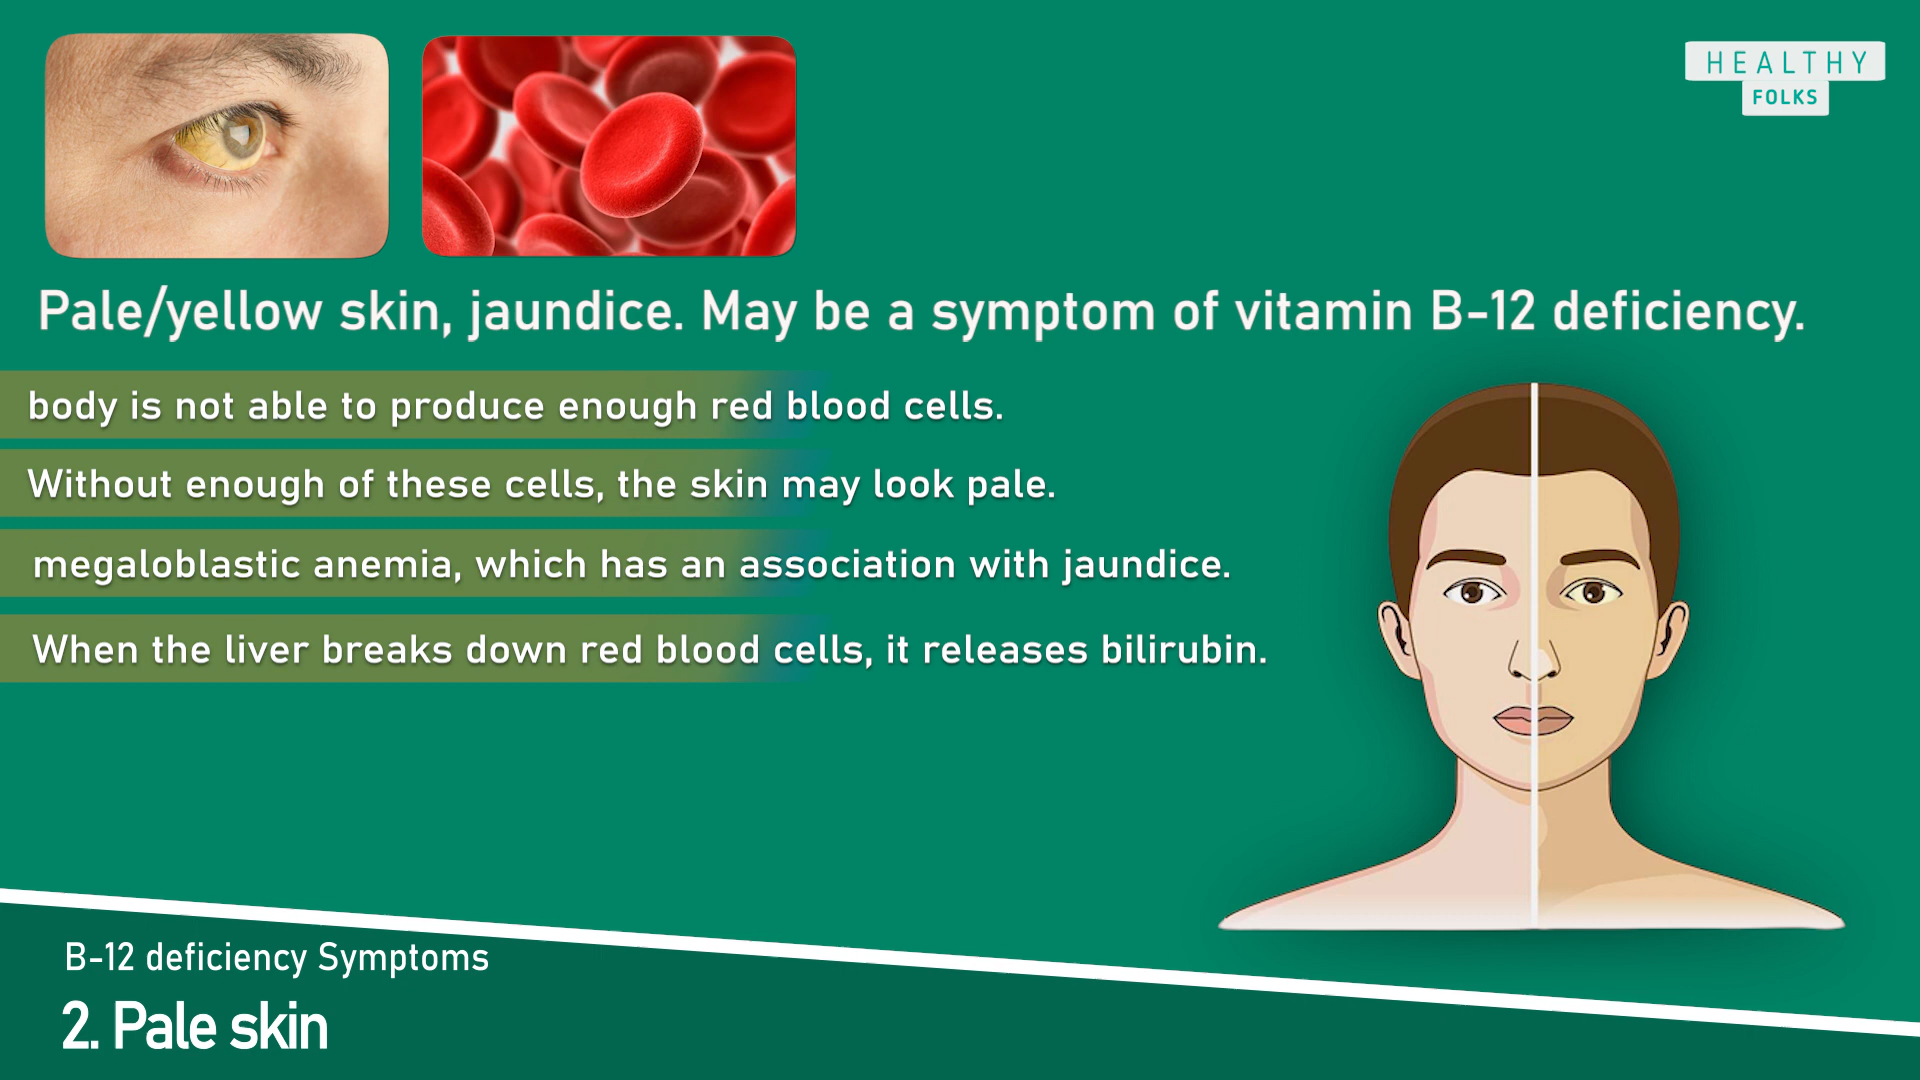 HEALTHY
FOLKS
Pale/yellow skin, jaundice. May be a symptom of vitamin B-12 deficiency.
body is not able to produce enough red blood cells.
Without enough of these cells, the skin may look pale.
megaloblastic anemia, which has an association with jaundice.
When the liver breaks down red blood cells, it releases bilirubin.
B-12 deficiency Symptoms
2. Pale skin